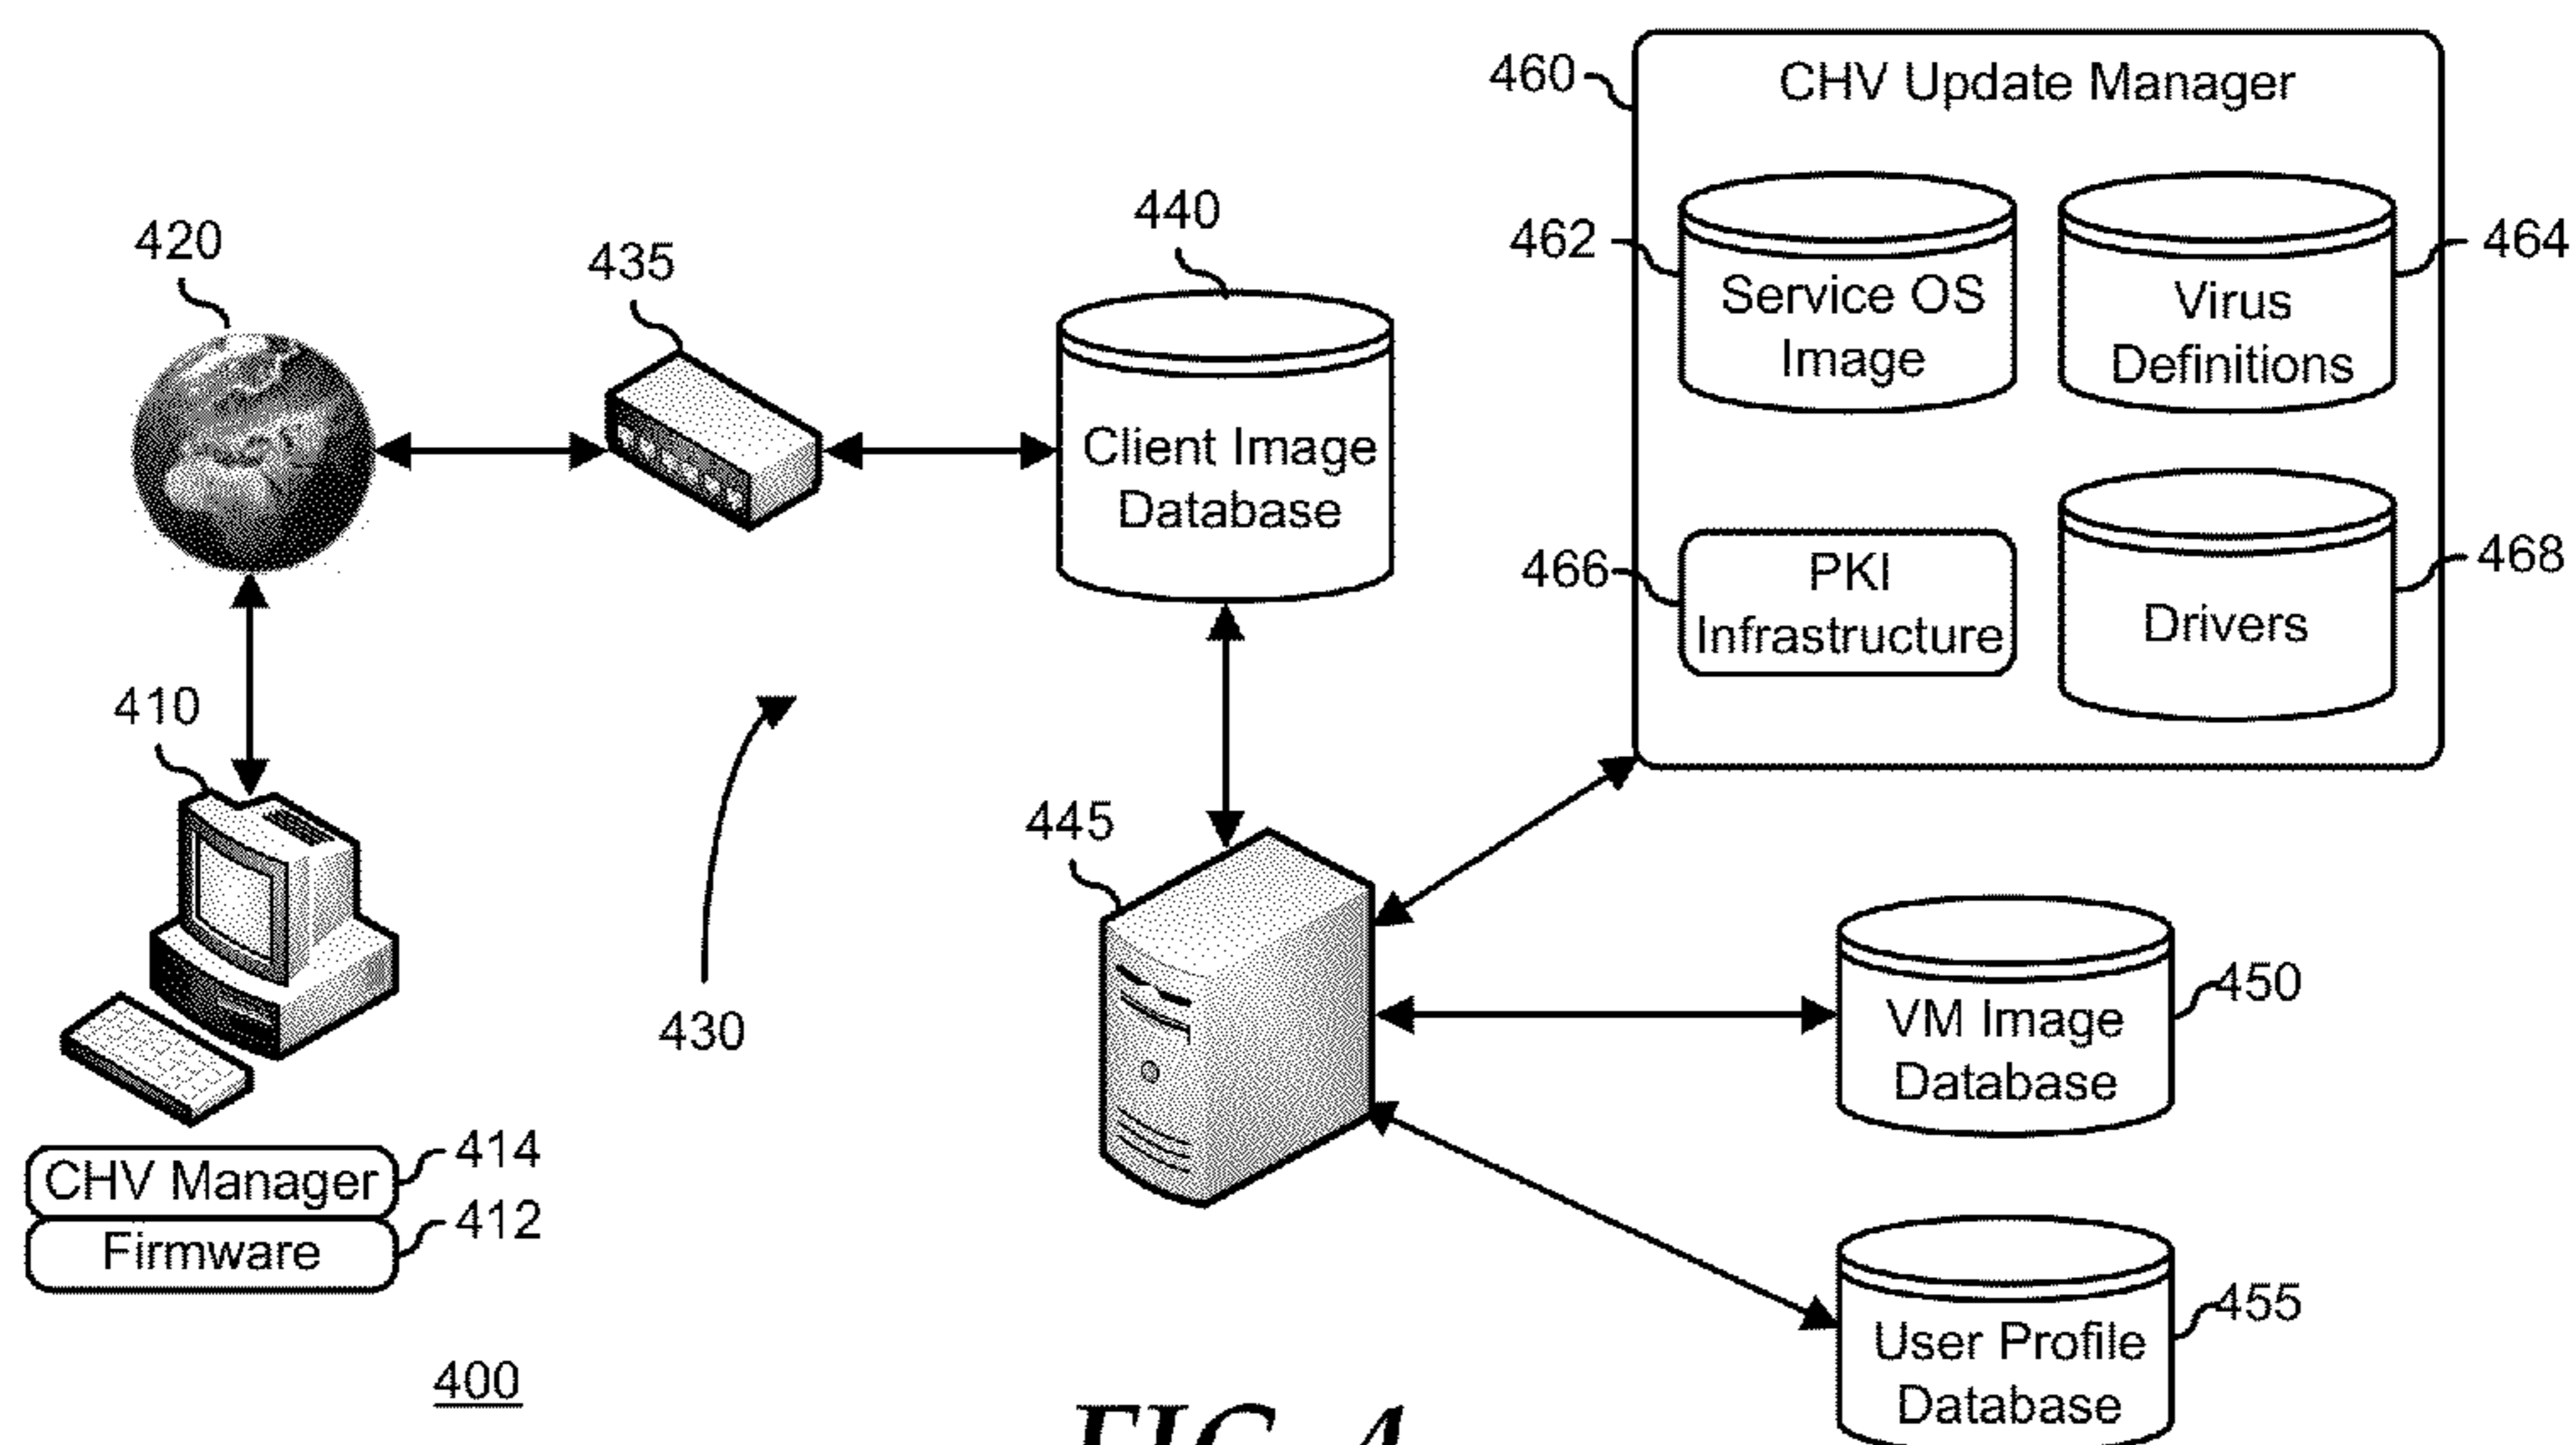 460
CHV Update Manager
462
Service OS
Image
464
Virus
Definitions
466
PKI
Infrastructure
468
Drivers
420
435
440
Client Image
Database
410
430
445
450
VM Image
Database
455
User Profile
Database
CHV Manager
414
Firmware
412
400
FIG. 4